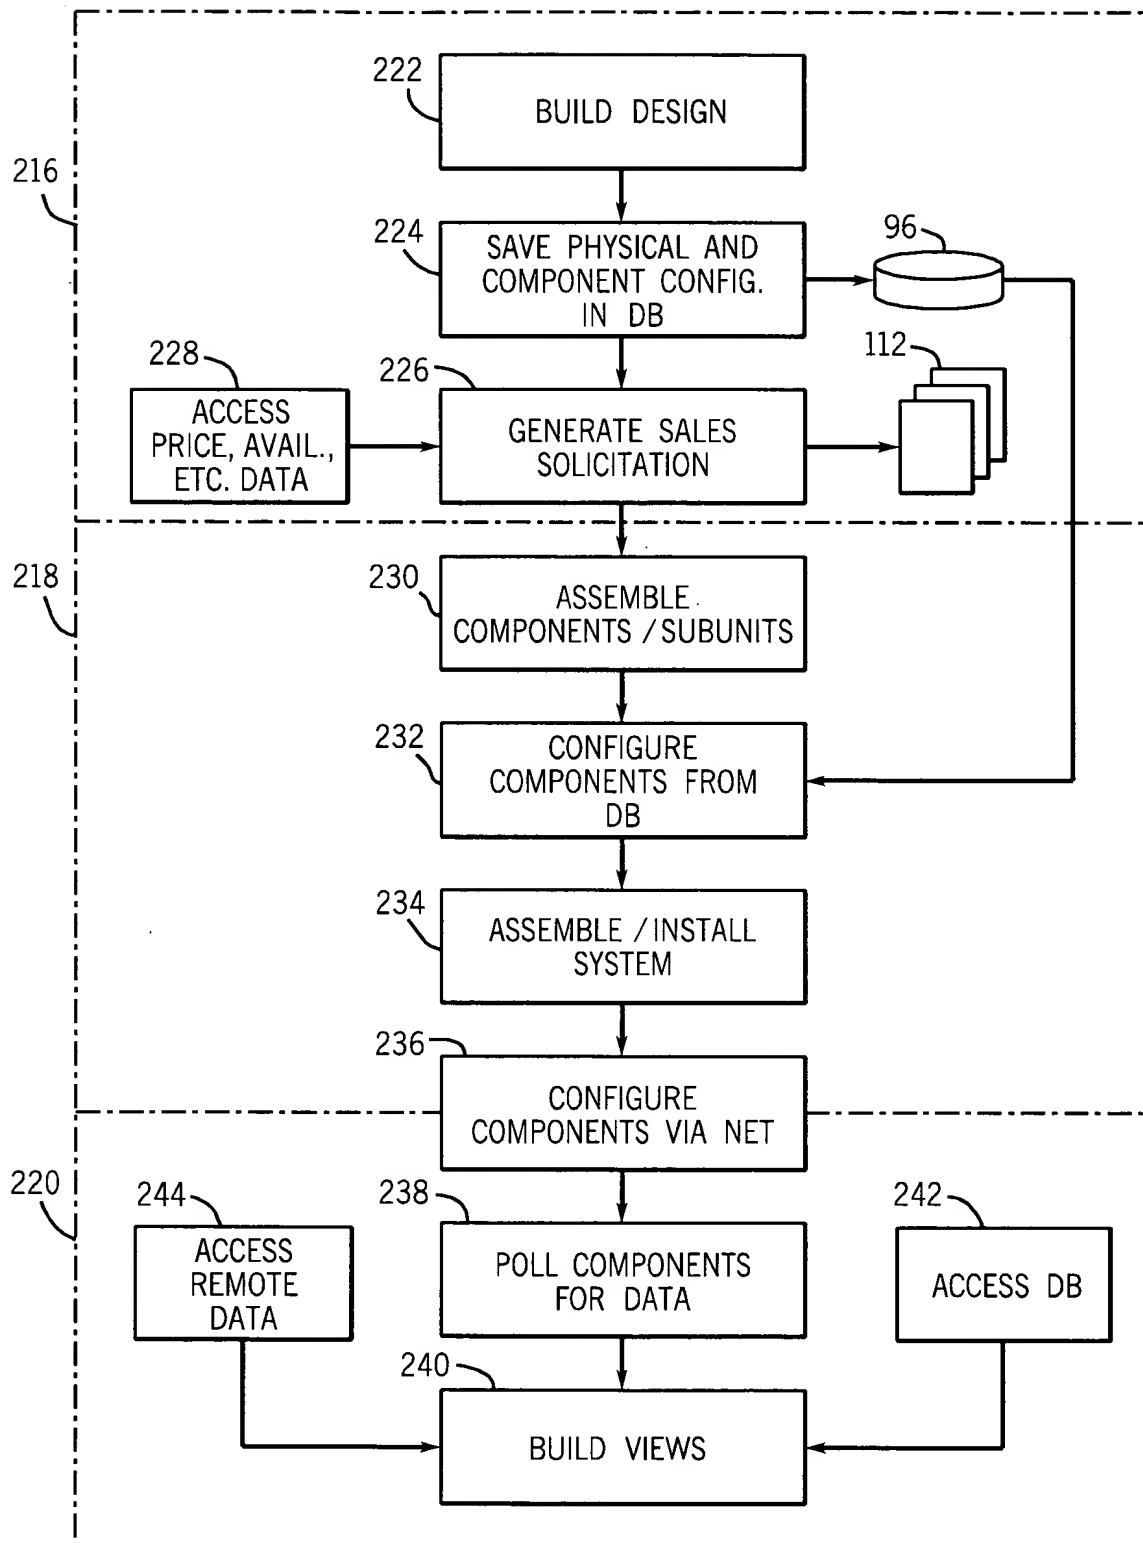 222
BUILD DESIGN
216
224
SAVE PHYSICAL AND
COMPONENT CONFIG.
IN DB
96
228
ACCESS
PRICE, AVAIL.,
ETC. DATA
226
GENERATE SALES
SOLICITATION
112
218
230
ASSEMBLE
COMPONENTS / SUBUNITS
232
CONFIGURE
COMPONENTS FROM
DB
234
ASSEMBLE / INSTALL
SYSTEM
236
CONFIGURE
COMPONENTS VIA NET
220
244
ACCESS
REMOTE
DATA
238
POLL COMPONENTS
FOR DATA
242
ACCESS DB
240
BUILD VIEWS